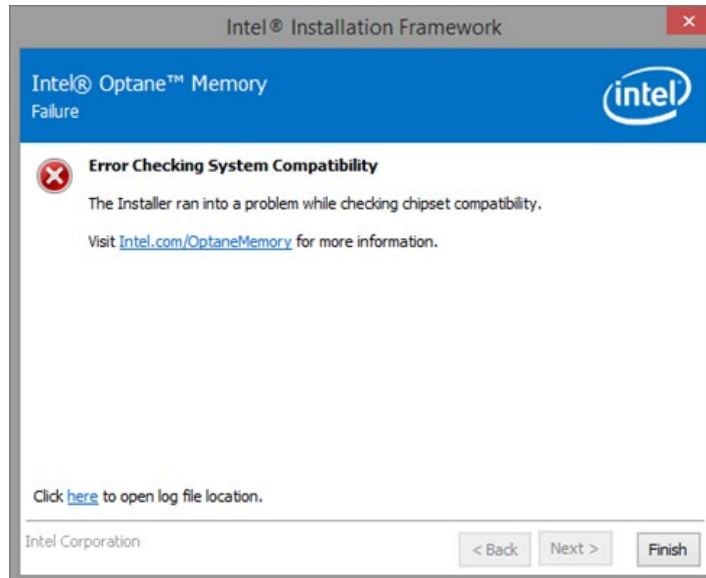 Intel® Installation Framework
Intel® Optane™ Memory
Failure
intel
Error Checking System Compatibility
The Installer ran into a problem while checking chipset compatibility.
Visit Intel.com/OptaneMemory for more information.
Click here to open log file location.
Intel Corporation
< Back Next > Finish